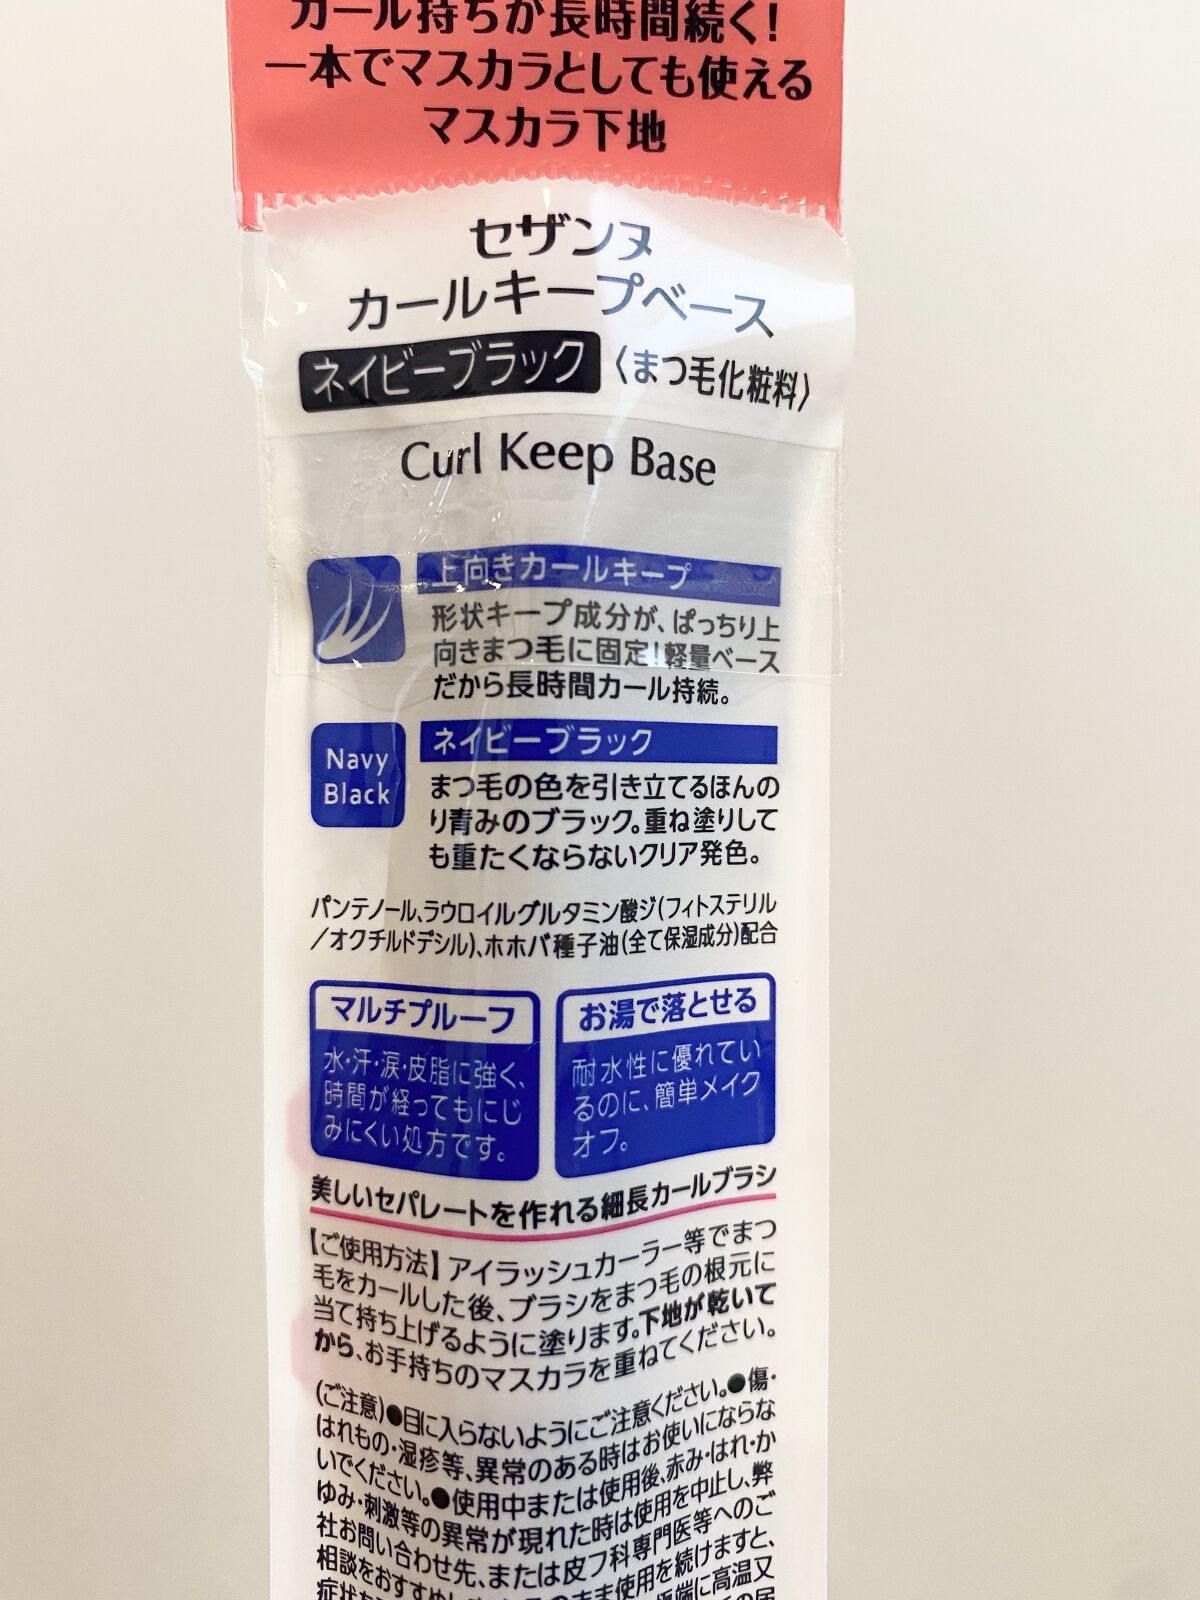 カール持ちが長時間続く!
一本でマスカラとしても使える
マスカラ下地
セザンヌ
カールキープベース
ネイビーブラック 〈まつ毛化粧料〉
Curl Keep Base
上向きカールキープ
形状キープ成分が、ぱっちり上
向きまつ毛に固定!軽量ベース
だから長時間カール持続。
Navy
Black
ネイビーブラック
まつ毛の色を引き立てるほんの
り青みのブラック。重ね塗りして
も重たくならないクリア発色。
パンテノール、ラウロイルグルタミン酸ジ(フィトステリル
/オクチルドデシル)、ホホバ種子油(全て保湿成分)配合
マルチプルーフ
水・汗・涙・皮脂に強く、
時間が経ってもにじ
みにくい処方です。
お湯で落とせる
耐水性に優れてい
るのに、簡単メイク
オフ。
美しいセパレートを作れる細長カールブラシ
【ご使用方法】アイラッシュカーラー等でまつ
毛をカールした後、ブラシをまつ毛の根元に
当て持ち上げるように塗ります。下地が乾いて
から、お手持ちのマスカラを重ねてください。
(ご注意)●目に入らないようにご注意ください。●傷・
はれもの・湿疹等、異常のある時はお使いにならな
いでください。●使用中または使用後、赤み・はれ・か
ゆみ・刺激等の異常が現れた時は使用を中止し、弊
社お問い合わせ先、または皮フ科専門医等へのご
相談をおすすめし まま使用を続けますと、
症状 極端に高温又